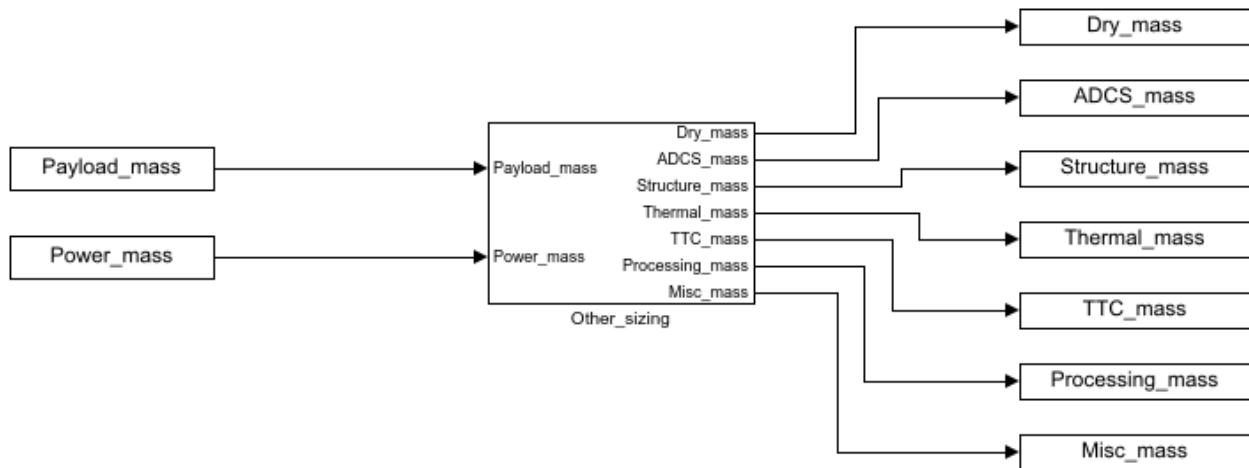 Dry_mass
ADCS_mass
Payload_mass
Power_mass
Payload_mass
Power_mass
Dry_mass
ADCS_mass
Structure_mass
Thermal_mass
TTC_mass
Processing_mass
Misc_mass
Other_sizing
Structure_mass
Thermal_mass
TTC_mass
Processing_mass
Misc_mass